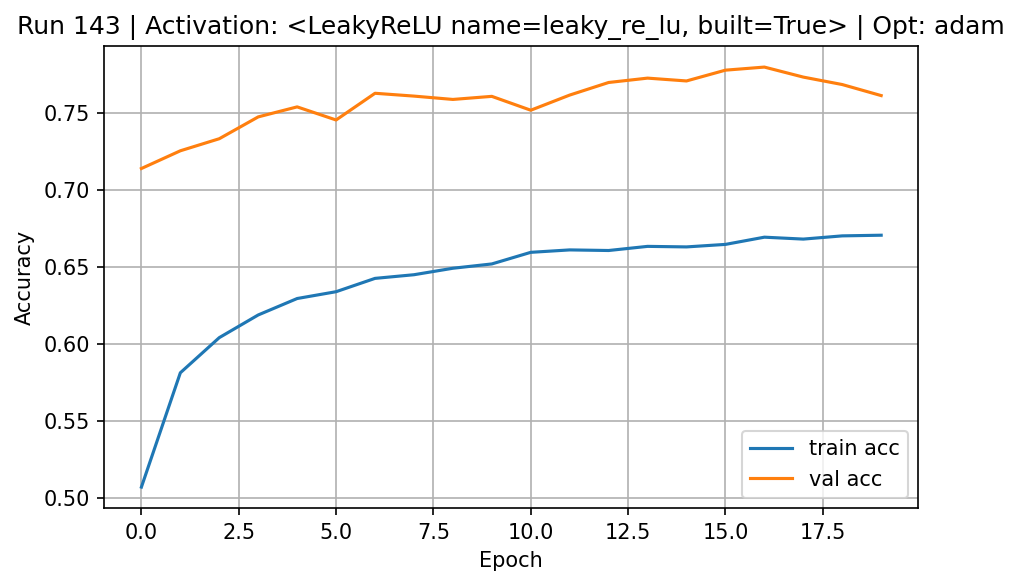 Run 143 | Activation: <LeakyReLU name=leaky_re_lu, built=True> | Opt: adam
Accuracy
0.75
0.70
0.65
0.60
0.55
0.50
train acc
val acc
0.0 2.5 5.0 7.5 10.0 12.5 15.0 17.5
Epoch